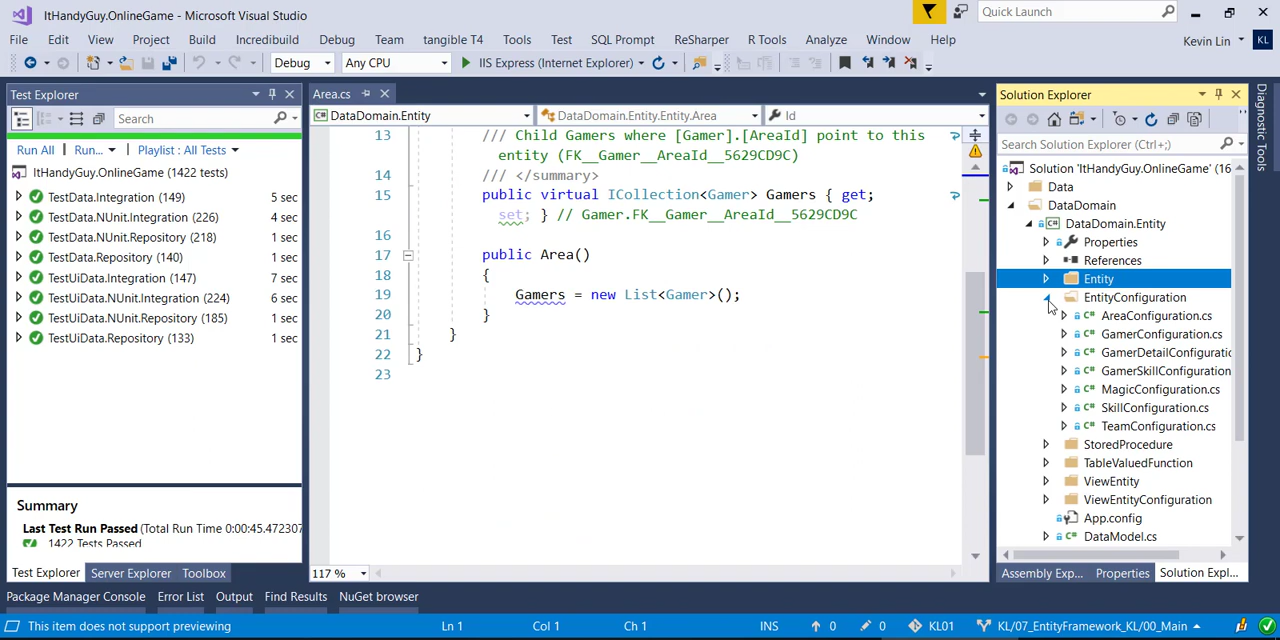 ItHandyGuy.OnlineGame - Microsoft Visual Studio
Quick Launch
File Edit View Project Build Incredibuild Debug Team tangible T4 Tools Test SQL Prompt ReSharper R Tools Analyze Window Help
Kevin Lin KL
Debug Any CPU IIS Express (Internet Explorer)
Test Explorer
Search
Run All | Run... | Playlist : All Tests
ItHandyGuy.OnlineGame (1422 tests)
TestData.Integration (149) 5 sec
TestData.NUnit.Integration (226) 4 sec
TestData.NUnit.Repository (218) 1 sec
TestData.Repository (140) 1 sec
TestUiData.Integration (147) 7 sec
TestUiData.NUnit.Integration (224) 6 sec
TestUiData.NUnit.Repository (185) 1 sec
TestUiData.Repository (133) 1 sec
Summary
Last Test Run Passed (Total Run Time 0:00:45.472307
1422 Tests Passed
Test Explorer Server Explorer Toolbox
Area.cs
DataDomain.Entity DataDomain.Entity.Entity.Area Id
13 /// Child Gamers where [Gamer].[AreaId] point to this
entity (FK__Gamer__AreaId__5629CD9C)
14 /// </summary>
15 public virtual ICollection<Gamer> Gamers { get;
set; } // Gamer.FK__Gamer__AreaId__5629CD9C
16
17 public Area()
18 {
19 Gamers = new List<Gamer>();
20 }
21 }
22 }
23
117 %
Solution Explorer
Search Solution Explorer (Ctrl+;)
Solution 'ItHandyGuy.OnlineGame' (16
Data
DataDomain
DataDomain.Entity
Properties
References
Entity
EntityConfiguration
AreaConfiguration.cs
GamerConfiguration.cs
GamerDetailConfiguratio
GamerSkillConfiguration
MagicConfiguration.cs
SkillConfiguration.cs
TeamConfiguration.cs
StoredProcedure
TableValuedFunction
ViewEntity
ViewEntityConfiguration
App.config
DataModel.cs
Assembly Exp... Properties Solution Expl...
Diagnostic Tools
Package Manager Console Error List Output Find Results NuGet browser
This item does not support previewing Ln 1 Col 1 Ch 1 INS 0 0 KL01 KL/07_EntityFramework_KL/00_Main